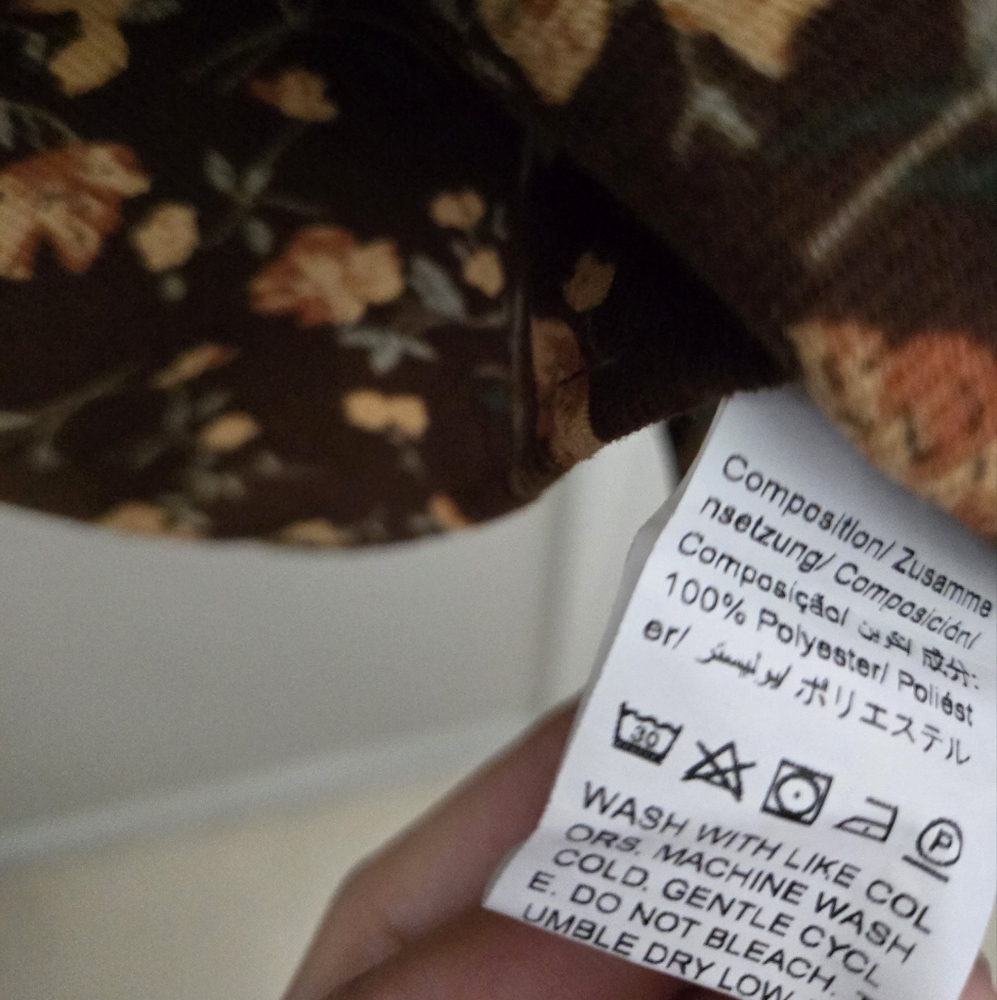 Composition/ Zusamme
nsetzung/ Composición/
Composição/ تكوين 成分:
100% Polyester/ Poliést
er/ بوليستر/ ポリエステル
30
P
WASH WITH LIKE COL
ORS. MACHINE WASH
COLD. GENTLE CYCL
E. DO NOT BLEACH. T
UMBLE DRY LOW.